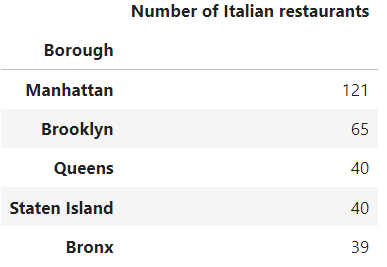 Number of Italian restaurants
Borough
Manhattan 121
Brooklyn 65
Queens 40
Staten Island 40
Bronx 39